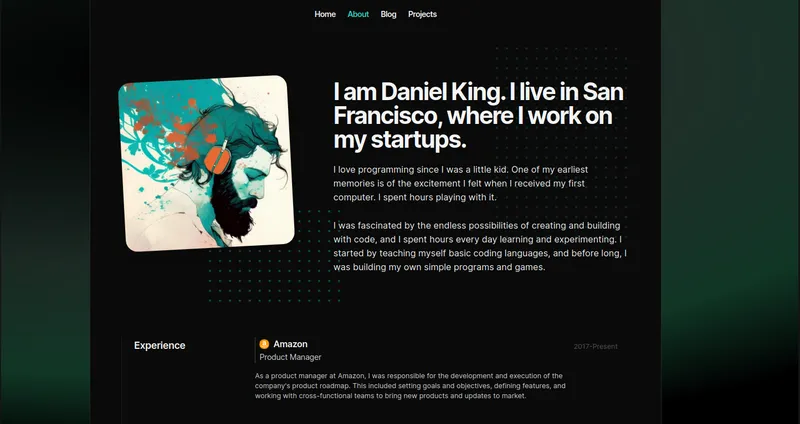 Home About Blog Projects
I am Daniel King. I live in San
Francisco, where I work on
my startups.
I love programming since I was a little kid. One of my earliest
memories is of the excitement I felt when I received my first
computer. I spent hours playing with it.
I was fascinated by the endless possibilities of creating and building
with code, and I spent hours every day learning and experimenting. I
started by teaching myself basic coding languages, and before long, I
was building my own simple programs and games.
Experience
Amazon
2017-Present
Product Manager
As a product manager at Amazon, I was responsible for the development and execution of the
company's product roadmap. This included setting goals and objectives, defining features, and
working with cross-functional teams to bring new products and updates to market.